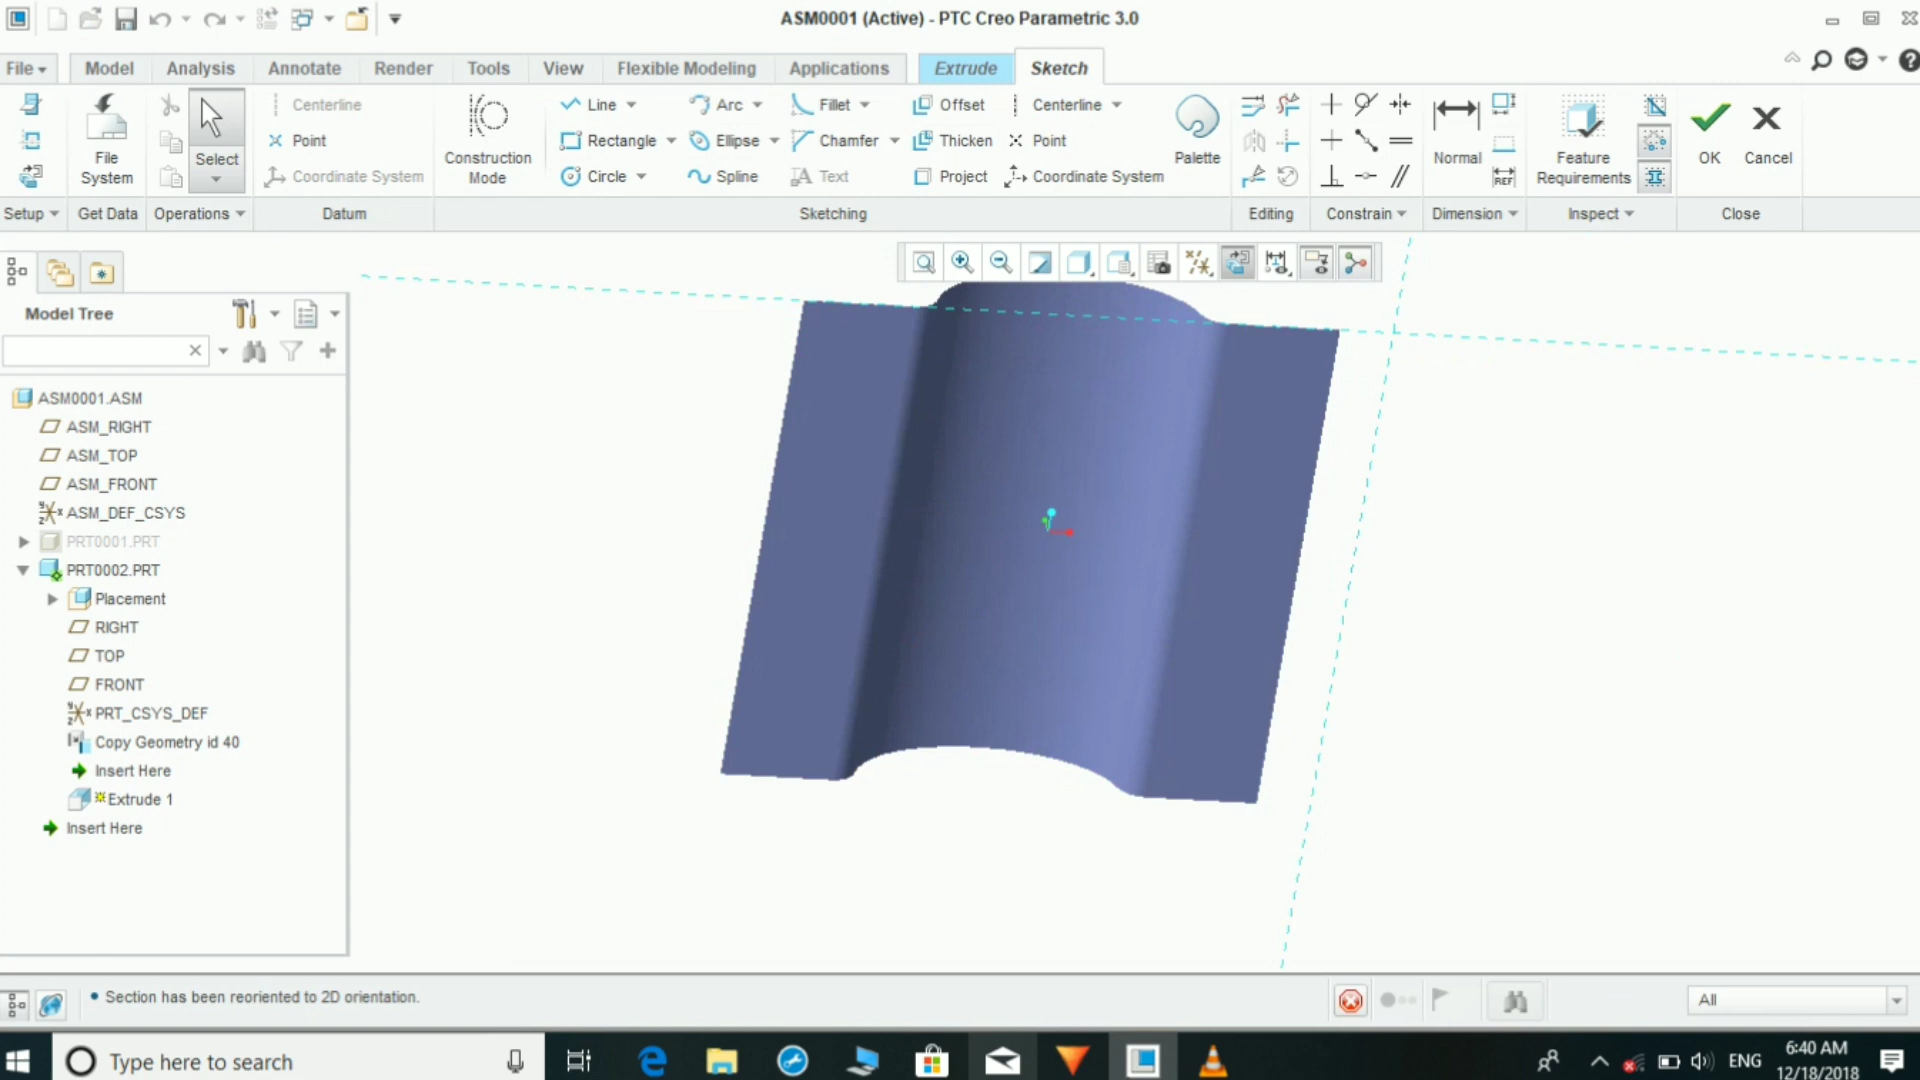 ASM0001 (Active) - PTC Creo Parametric 3.0
File Model Analysis Annotate Render Tools View Flexible Modeling Applications Extrude Sketch
Centerline Line Arc Fillet Offset Centerline
Point Rectangle Ellipse Chamfer Thicken Point
File System Select Coordinate System Construction Mode Circle Spline Text Project Coordinate System Palette Normal Feature Requirements OK Cancel
REF
Setup Get Data Operations Datum Sketching Editing Constrain Dimension Inspect Close
Model Tree
ASM0001.ASM
ASM_RIGHT
ASM_TOP
ASM_FRONT
ASM_DEF_CSYS
PRT0001.PRT
PRT0002.PRT
Placement
RIGHT
TOP
FRONT
PRT_CSYS_DEF
Copy Geometry id 40
Insert Here
Extrude 1
Insert Here
Section has been reoriented to 2D orientation.
All
Type here to search
ENG
6:40 AM
12/18/2018